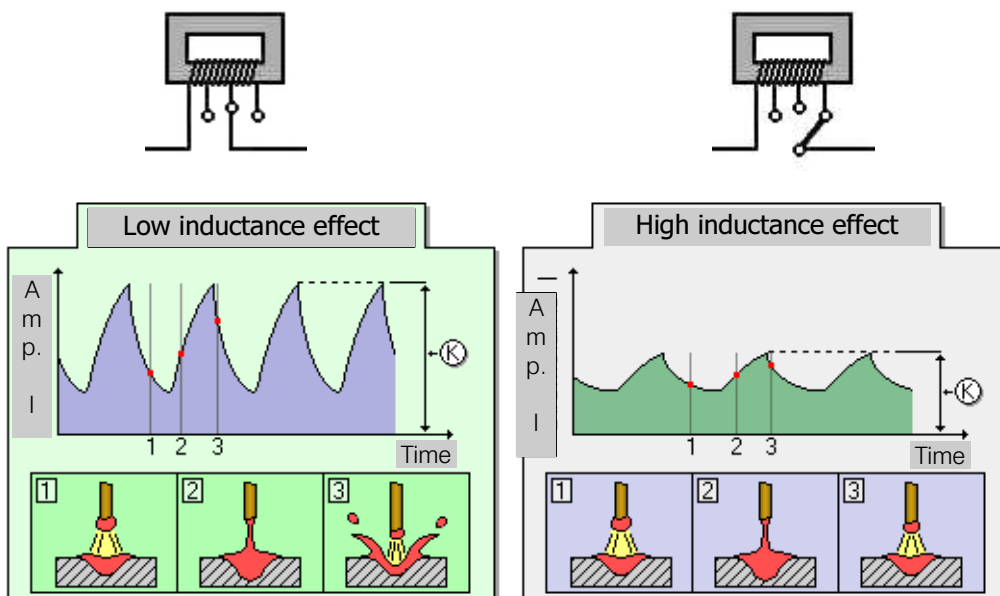 Low inductance effect
A
m
p.
I
K
1 2 3
Time
1 2 3
High inductance effect
A
m
p.
I
K
1 2 3
Time
1 2 3